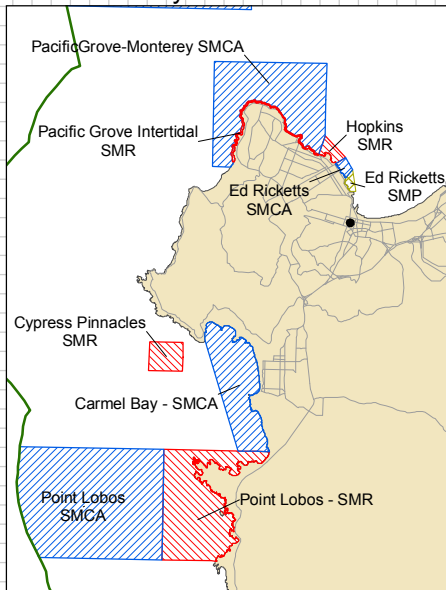 PacificGrove-Monterey SMCA
Pacific Grove Intertidal
SMR
Hopkins
SMR
Ed Ricketts
SMCA
Ed Ricketts
SMP
Cypress Pinnacles
SMR
Carmel Bay - SMCA
Point Lobos
SMCA
Point Lobos - SMR